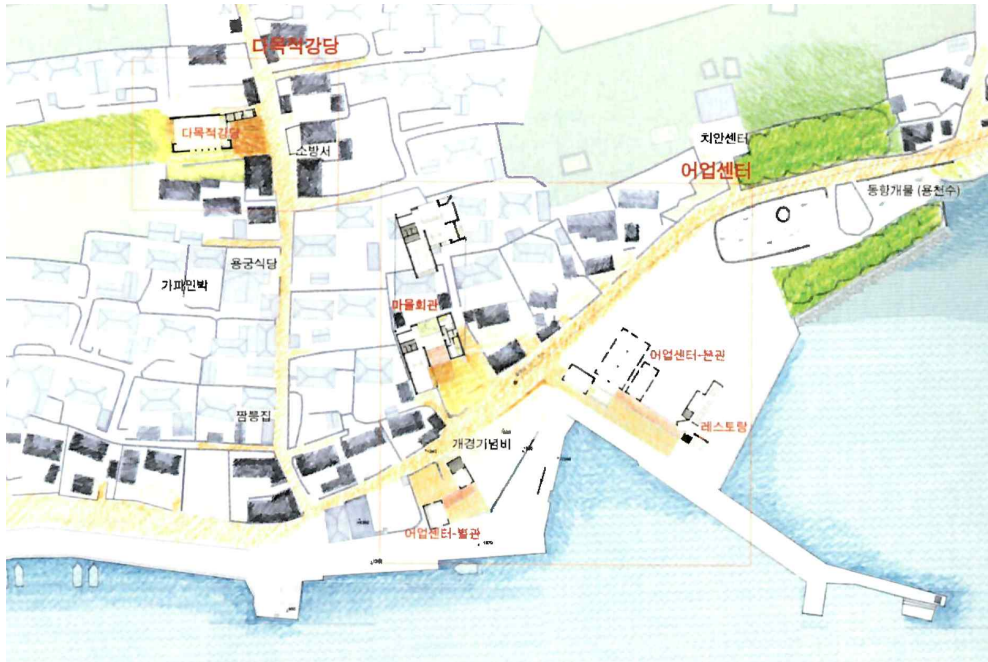 다목적강당
다목적강당
소방서
치안센터
어업센터
동항개물 (용천수)
용궁식당
가파민박
마을회관
어업센터-본관
레스토랑
짬뽕집
개경기념비
어업센터-별관